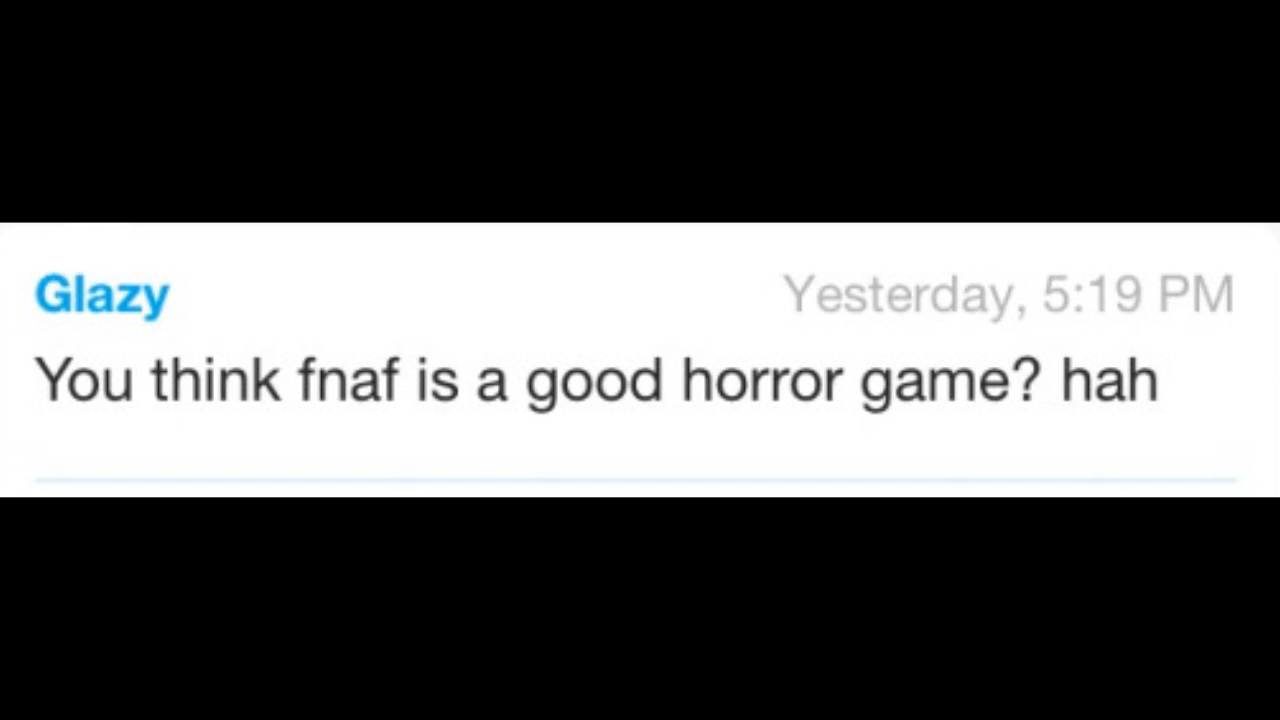 Glazy Yesterday, 5:19 PM
You think fnaf is a good horror game? hah